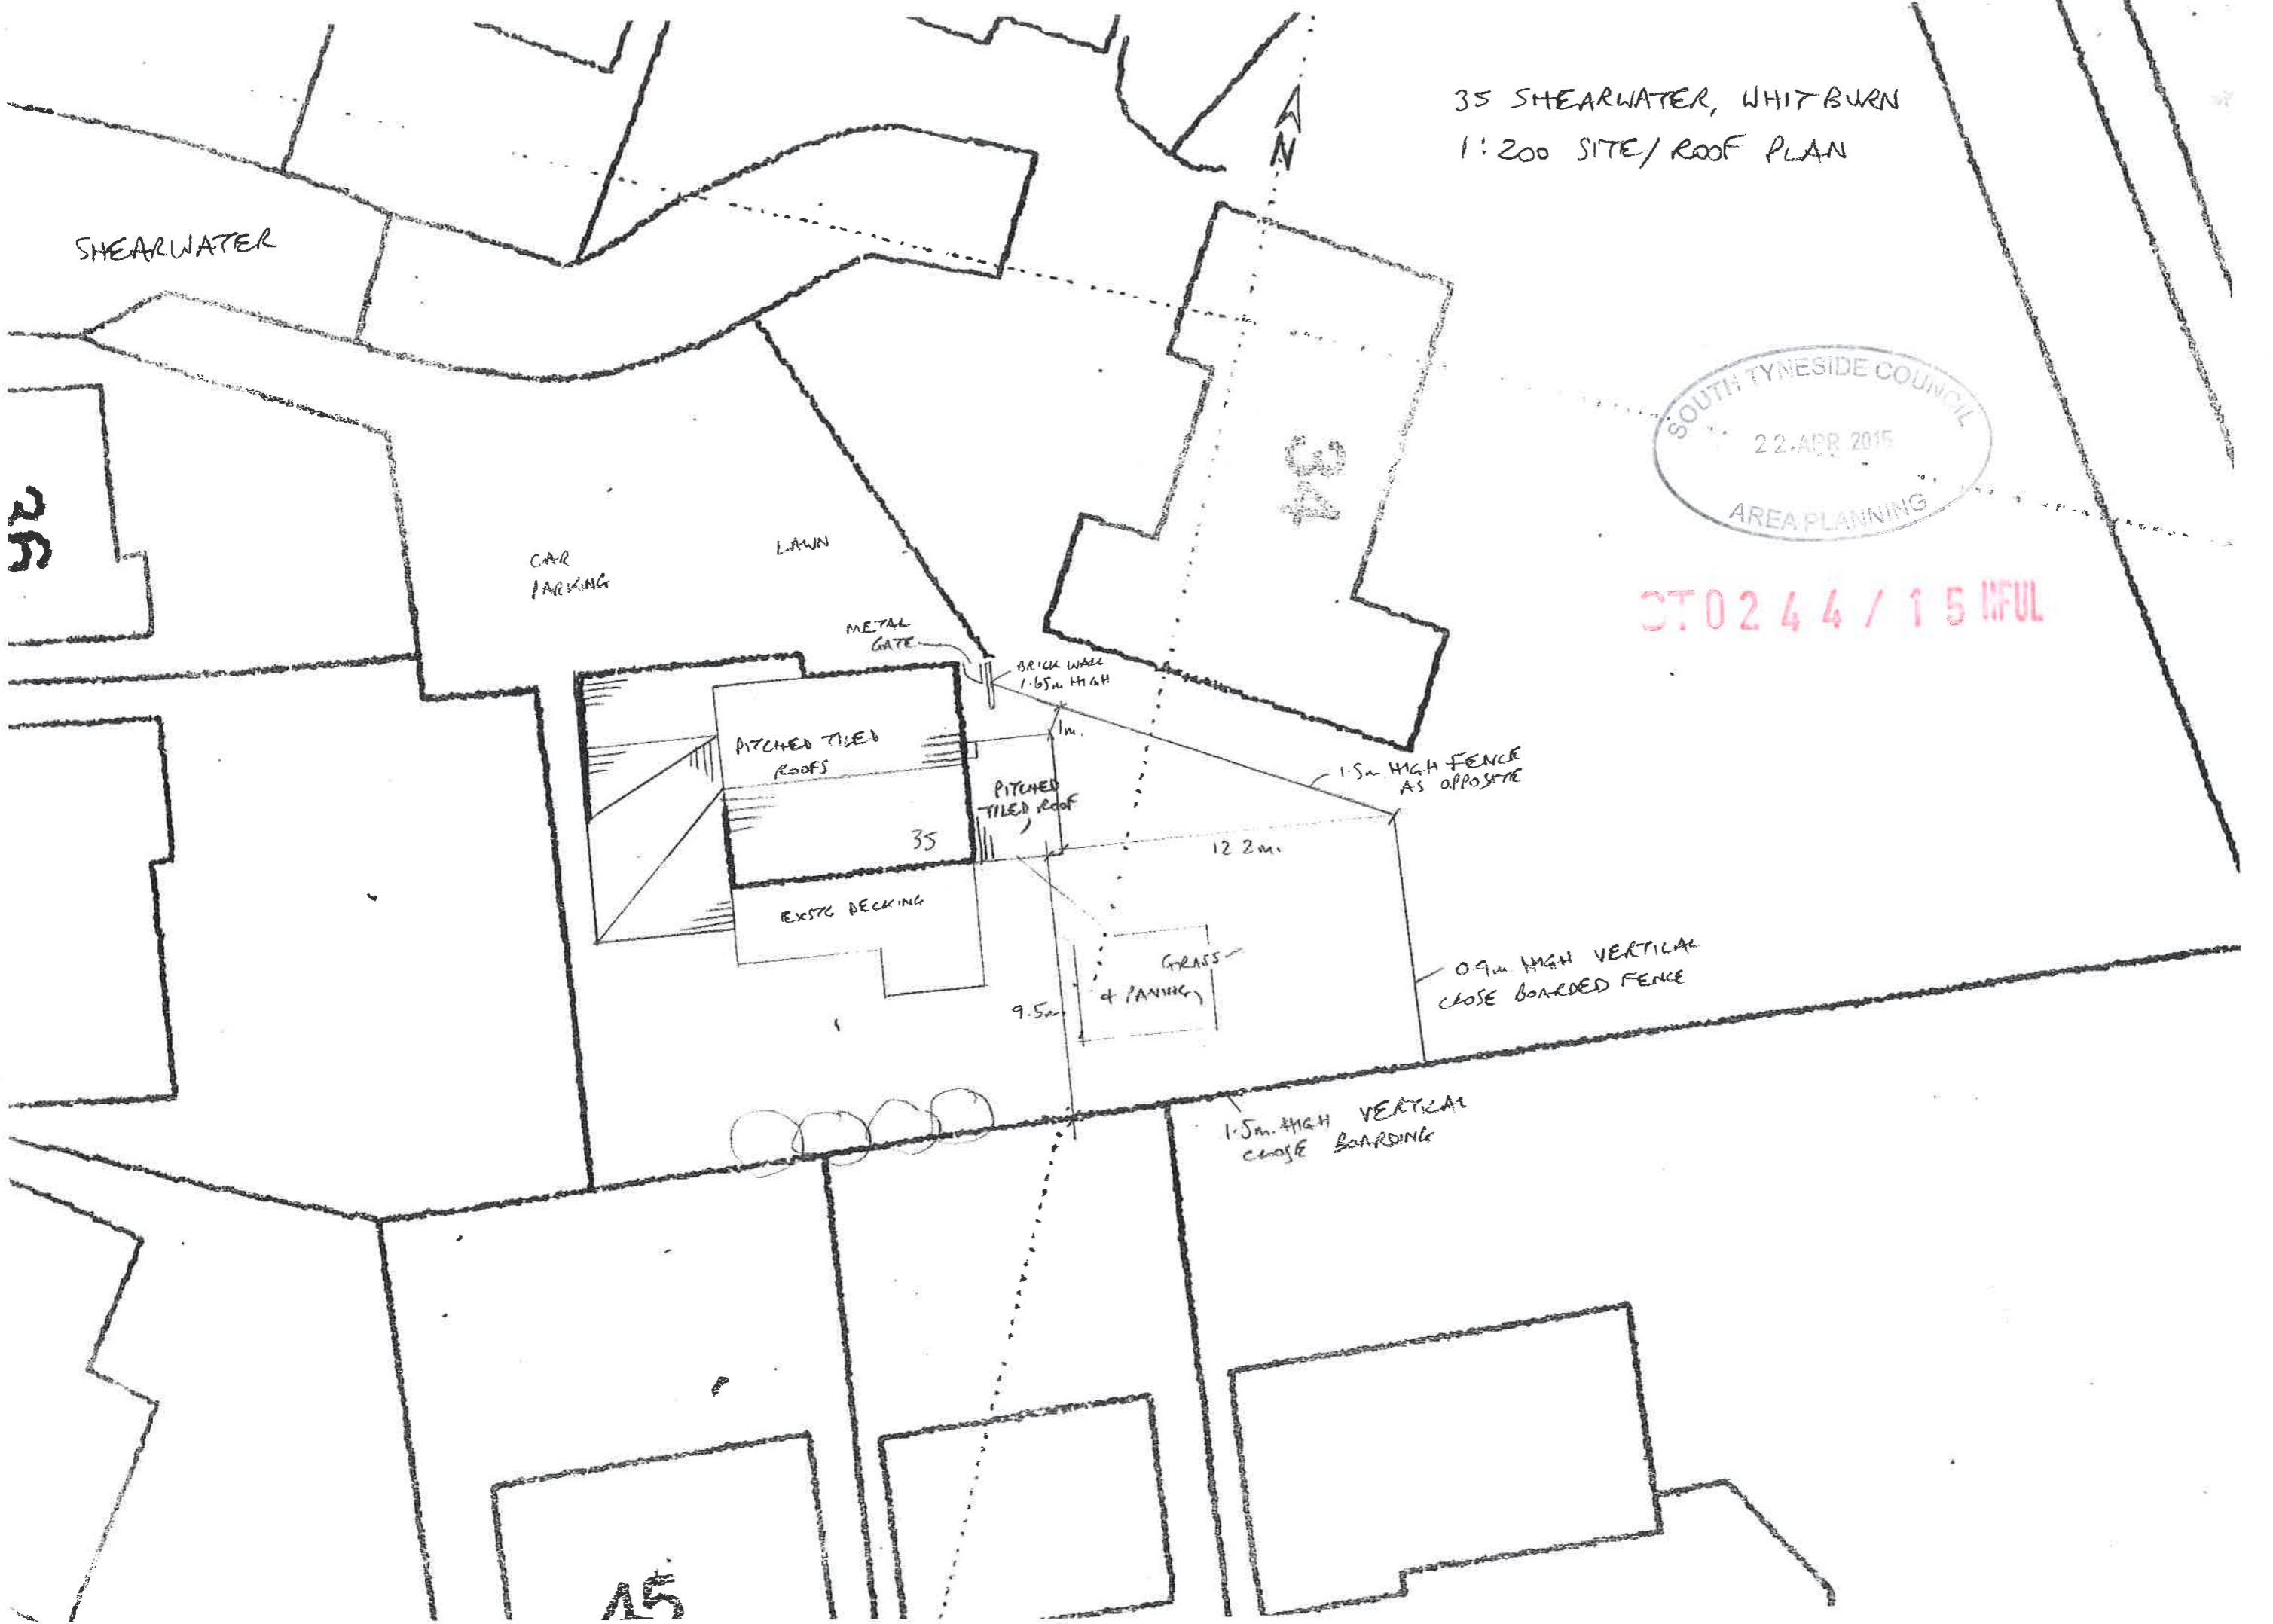 35 SHEARWATER, WHITBURN
1:200 SITE/ROOF PLAN
N
SHEARWATER
SOUTH TYNESIDE COUNCIL
22 APR 2015
AREA PLANNING
ST0244/15 HFUL
34
CAR
PARKING
LAWN
METAL
GATE
BRICK WALL
1.65m HIGH
1m.
PITCHED TILED
ROOFS
PITCHED
TILED ROOF
1.5m HIGH FENCE
AS OPPOSITE
35
12.2m.
EXSTG DECKING
GRASS
+ PAVING
9.5m
0.9m HIGH VERTICAL
CLOSE BOARDED FENCE
1.5m HIGH VERTICAL
CLOSE BOARDING
45